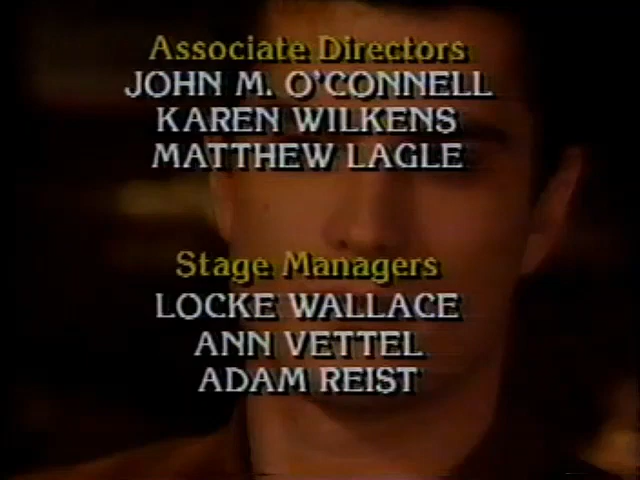 Associate Directors
JOHN M. O'CONNELL
KAREN WILKENS
MATTHEW LAGLE
Stage Managers
LOCKE WALLACE
ANN VETTEL
ADAM REIST